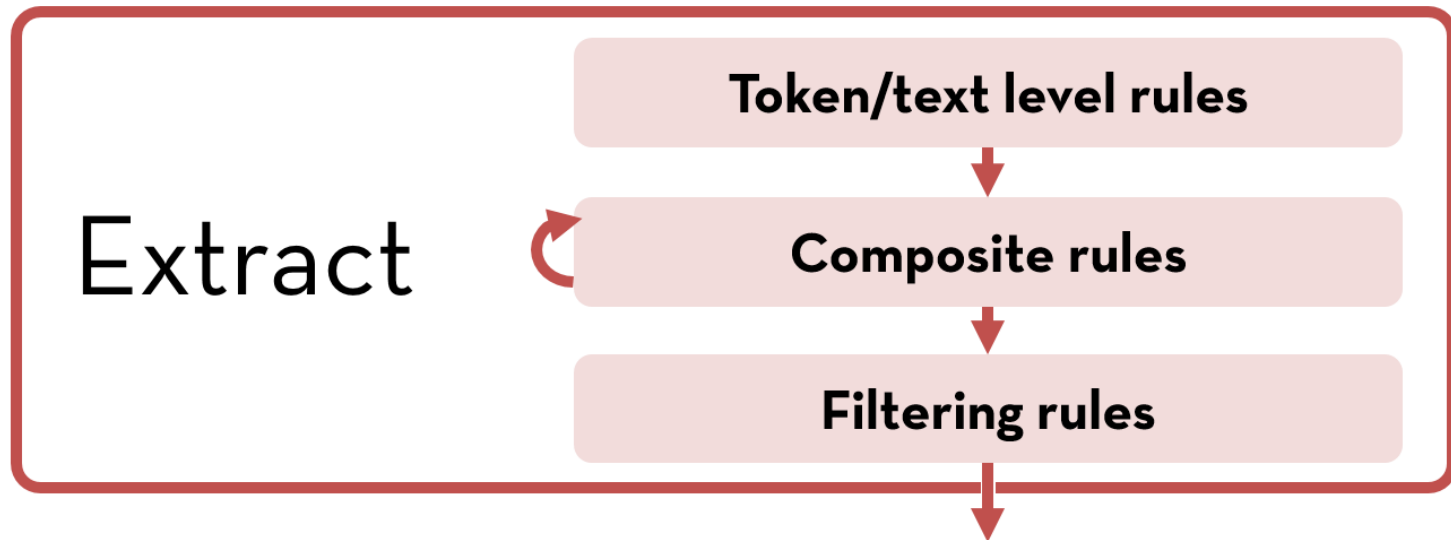 Token/text level rules
Extract
Composite rules
Filtering rules